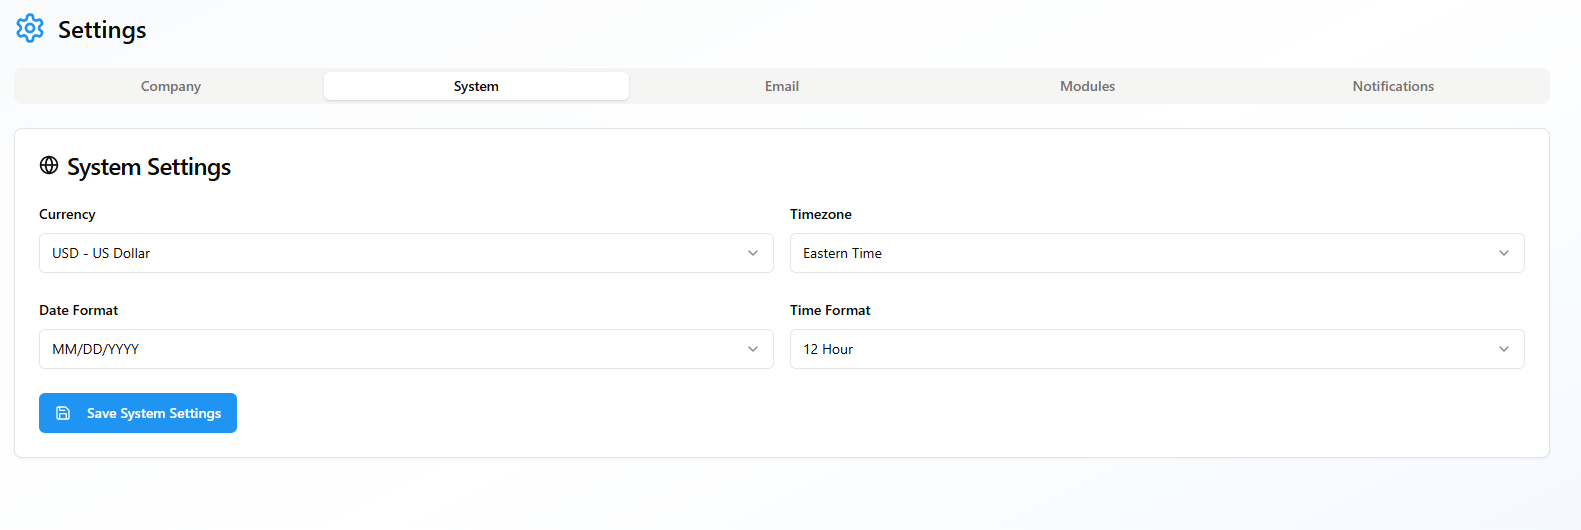 Settings
Company System Email Modules Notifications
System Settings
Currency Timezone
USD - US Dollar Eastern Time
Date Format Time Format
MM/DD/YYYY 12 Hour
Save System Settings